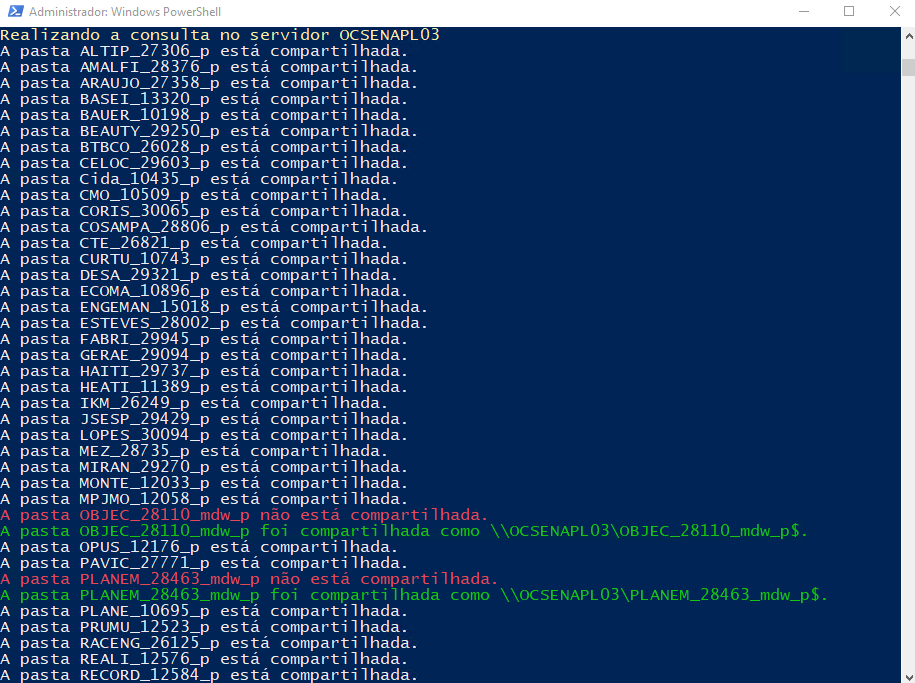 Administrador: Windows PowerShell
Realizando a consulta no servidor OCSENAPL03
A pasta ALTIP_27306_p está compartilhada.
A pasta AMALFI_28376_p está compartilhada.
A pasta ARAUJO_27358_p está compartilhada.
A pasta BASEI_13320_p está compartilhada.
A pasta BAUER_10198_p está compartilhada.
A pasta BEAUTY_29250_p está compartilhada.
A pasta BTBCO_26028_p está compartilhada.
A pasta CELOC_29603_p está compartilhada.
A pasta Cida_10435_p está compartilhada.
A pasta CMO_10509_p está compartilhada.
A pasta CORIS_30065_p está compartilhada.
A pasta COSAMPA_28806_p está compartilhada.
A pasta CTE_26821_p está compartilhada.
A pasta CURTU_10743_p está compartilhada.
A pasta DESA_29321_p está compartilhada.
A pasta ECOMA_10896_p está compartilhada.
A pasta ENGEMAN_15018_p está compartilhada.
A pasta ESTEVES_28002_p está compartilhada.
A pasta FABRI_29945_p está compartilhada.
A pasta GERAE_29094_p está compartilhada.
A pasta HAITI_29737_p está compartilhada.
A pasta HEATI_11389_p está compartilhada.
A pasta IKM_26249_p está compartilhada.
A pasta JSESP_29429_p está compartilhada.
A pasta LOPES_30094_p está compartilhada.
A pasta MEZ_28735_p está compartilhada.
A pasta MIRAN_29270_p está compartilhada.
A pasta MONTE_12033_p está compartilhada.
A pasta MPJMO_12058_p está compartilhada.
A pasta OBJEC_28110_mdw_p não está compartilhada.
A pasta OBJEC_28110_mdw_p foi compartilhada como \\OCSENAPL03\OBJEC_28110_mdw_p$.
A pasta OPUS_12176_p está compartilhada.
A pasta PAVIC_27771_p está compartilhada.
A pasta PLANEM_28463_mdw_p não está compartilhada.
A pasta PLANEM_28463_mdw_p foi compartilhada como \\OCSENAPL03\PLANEM_28463_mdw_p$.
A pasta PLANE_10695_p está compartilhada.
A pasta PRUMU_12523_p está compartilhada.
A pasta RACENG_26125_p está compartilhada.
A pasta REALI_12576_p está compartilhada.
A pasta RECORD_12584_p está compartilhada.